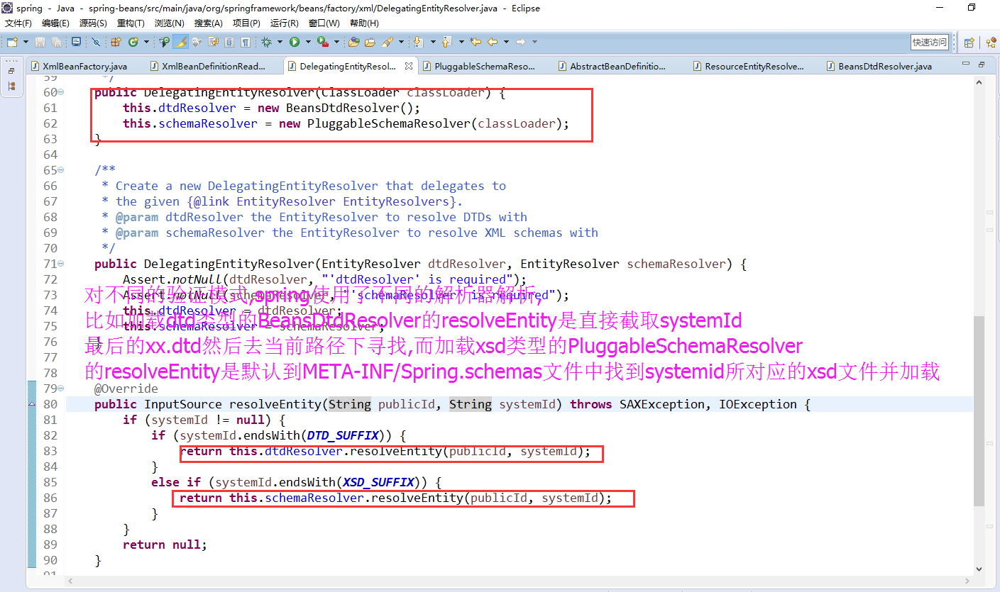 spring - Java - spring-beans/src/main/java/org/springframework/beans/factory/xml/DelegatingEntityResolver.java - Eclipse
文件(F) 编辑(E) 源码(S) 重构(T) 浏览(N) 搜索(A) 项目(P) 运行(R) 窗口(W) 帮助(H)
快速访问
XmlBeanFactory.java XmlBeanDefinitionRead... DelegatingEntityResol... PluggableSchemaReso... AbstractBeanDefinitio... ResourceEntityResolve... BeansDtdResolver.java
59 */
60 public DelegatingEntityResolver(ClassLoader classLoader) {
61 this.dtdResolver = new BeansDtdResolver();
62 this.schemaResolver = new PluggableSchemaResolver(classLoader);
63 }
64
65 /**
66 * Create a new DelegatingEntityResolver that delegates to
67 * the given {@link EntityResolver EntityResolvers}.
68 * @param dtdResolver the EntityResolver to resolve DTDs with
69 * @param schemaResolver the EntityResolver to resolve XML schemas with
70 */
71 public DelegatingEntityResolver(EntityResolver dtdResolver, EntityResolver schemaResolver) {
72 Assert.notNull(dtdResolver, "'dtdResolver' is required");
73 Assert.notNull(schemaResolver, "'schemaResolver' is required");
对不同的验证模式,spring使用了不同的解析器解析,
74 this.dtdResolver = dtdResolver;
比如加载dtd类型的BeansDtdResolver的resolveEntity是直接截取systemId
75 this.schemaResolver = schemaResolver;
76 }
最后的xx.dtd然后去当前路径下寻找,而加载xsd类型的PluggableSchemaResolver
77
78
的resolveEntity是默认到META-INF/Spring.schemas文件中找到systemid所对应的xsd文件并加载
79 @Override
80 public InputSource resolveEntity(String publicId, String systemId) throws SAXException, IOException {
81 if (systemId != null) {
82 if (systemId.endsWith(DTD_SUFFIX)) {
83 return this.dtdResolver.resolveEntity(publicId, systemId);
84 }
85 else if (systemId.endsWith(XSD_SUFFIX)) {
86 return this.schemaResolver.resolveEntity(publicId, systemId);
87 }
88 }
89 return null;
90 }
91